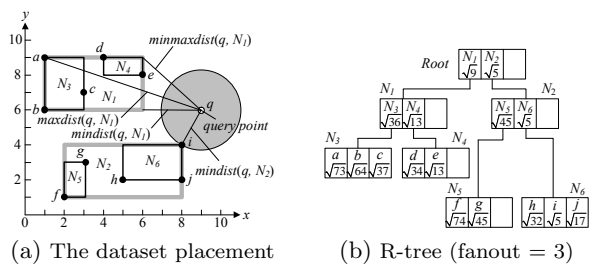 y
10
8
6
4
2
0
2
4
6
8
10
x
a
d
b
c
e
N3
N4
N1
minmaxdist(q, N1)
q
maxdist(q, N1)
mindist(q, N1)
query point
i
g
N2
N6
mindist(q, N2)
N5
h
j
f
(a) The dataset placement
Root
N1 N2
√9 √5
N1
N2
N3 N4
√36 √13
N5 N6
√45 √5
N3
N4
a b c
√73 √64 √37
d e
√34 √13
N5
N6
f g
√74 √45
h i j
√32 √5 √17
(b) R-tree (fanout = 3)